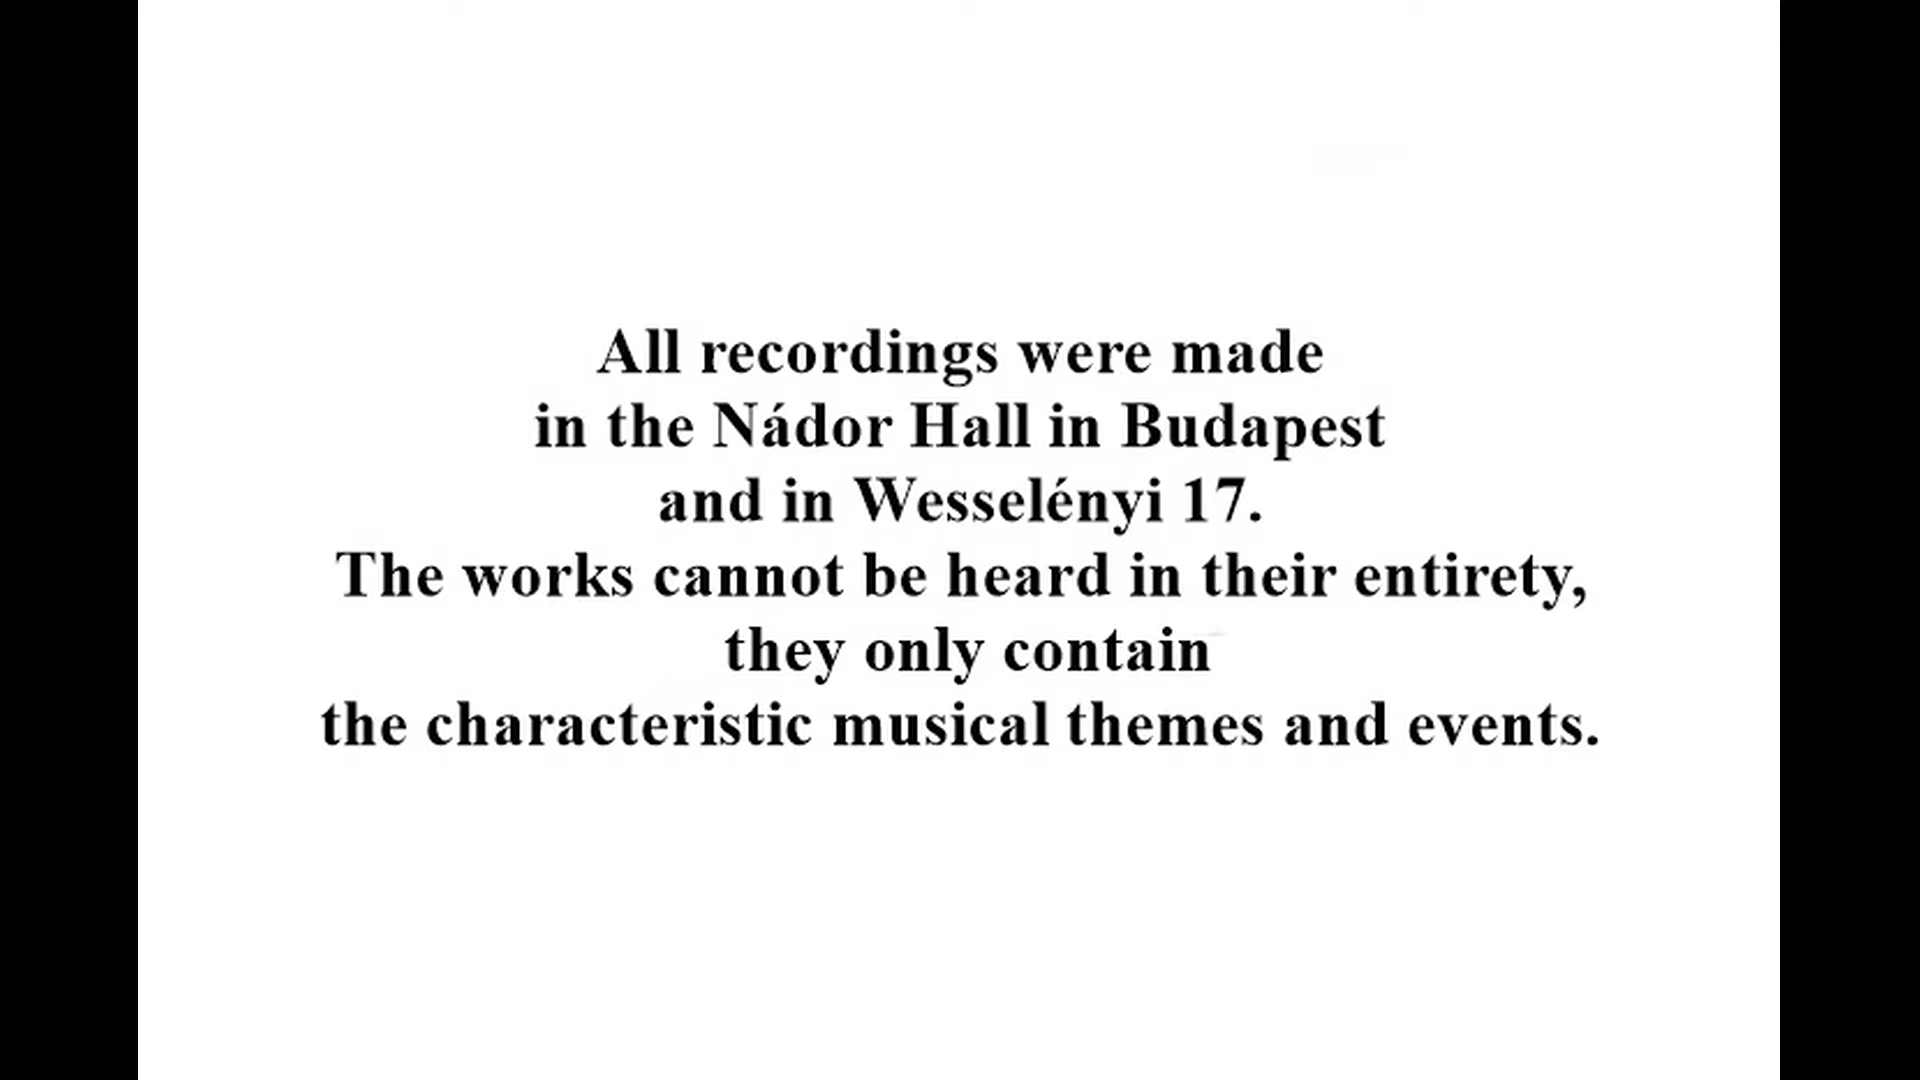 All recordings were made
in the Nádor Hall in Budapest
and in Wesselényi 17.
The works cannot be heard in their entirety,
they only contain
the characteristic musical themes and events.